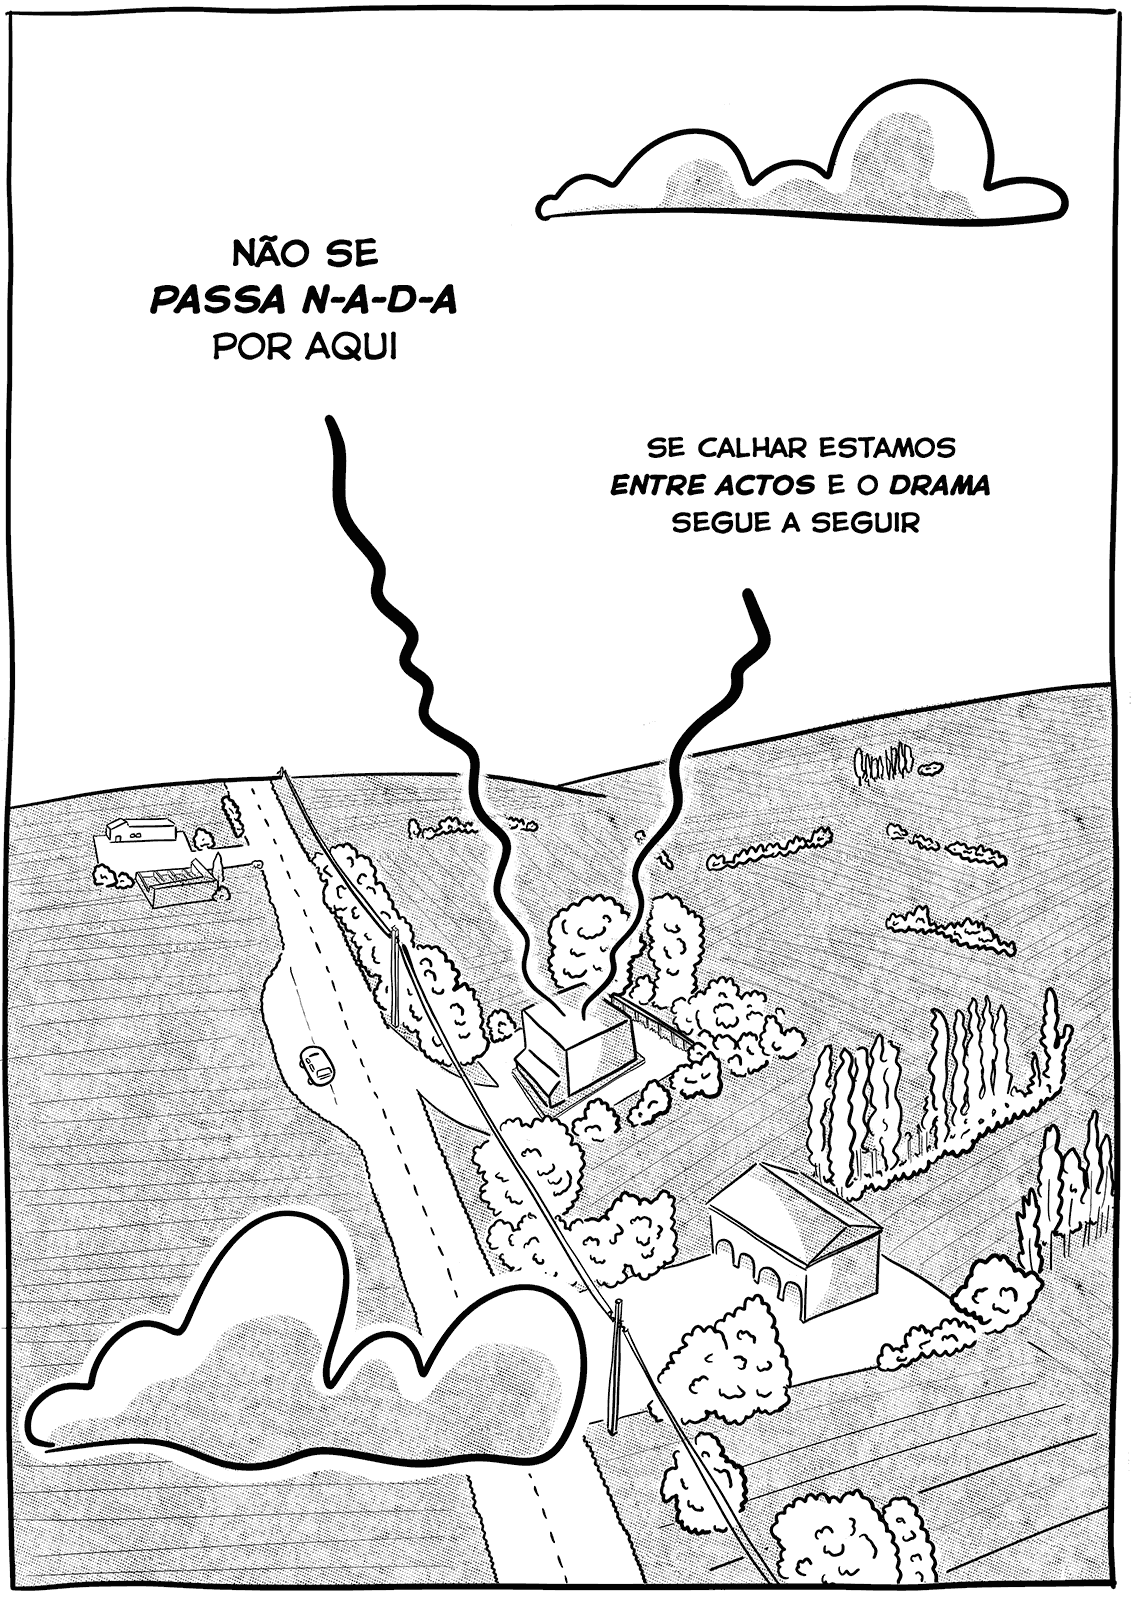 NÃO SE
PASSA N-A-D-A
POR AQUI
SE CALHAR ESTAMOS
ENTRE ACTOS E O DRAMA
SEGUE A SEGUIR